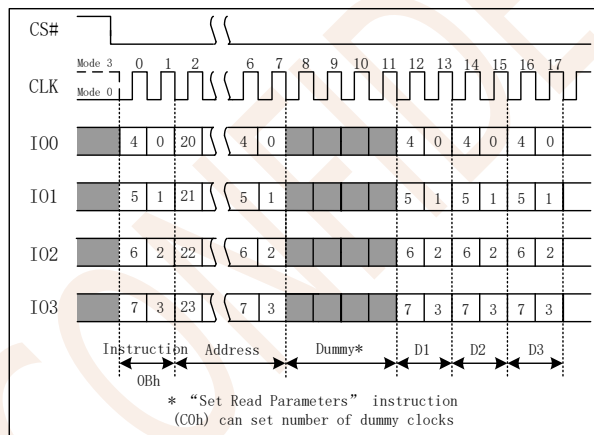 CS#
Mode 3 0 1 2 6 7 8 9 10 11 12 13 14 15 16 17
CLK
Mode 0
IO0 4 0 20 4 0 4 0 4 0 4 0
IO1 5 1 21 5 1 5 1 5 1 5 1
IO2 6 2 22 6 2 6 2 6 2 6 2
IO3 7 3 23 7 3 7 3 7 3 7 3
Instruction Address Dummy* D1 D2 D3
0Bh
* “Set Read Parameters” instruction
(C0h) can set number of dummy clocks